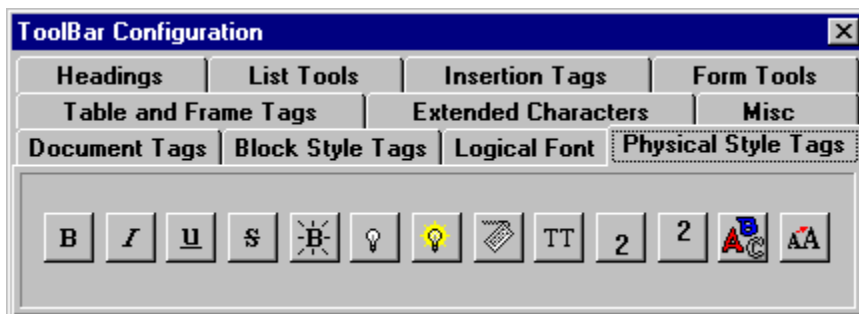 ToolBar Configuration
Headings List Tools Insertion Tags Form Tools
Table and Frame Tags Extended Characters Misc
Document Tags Block Style Tags Logical Font Physical Style Tags
B I U S B TT 2 2 ABC AA